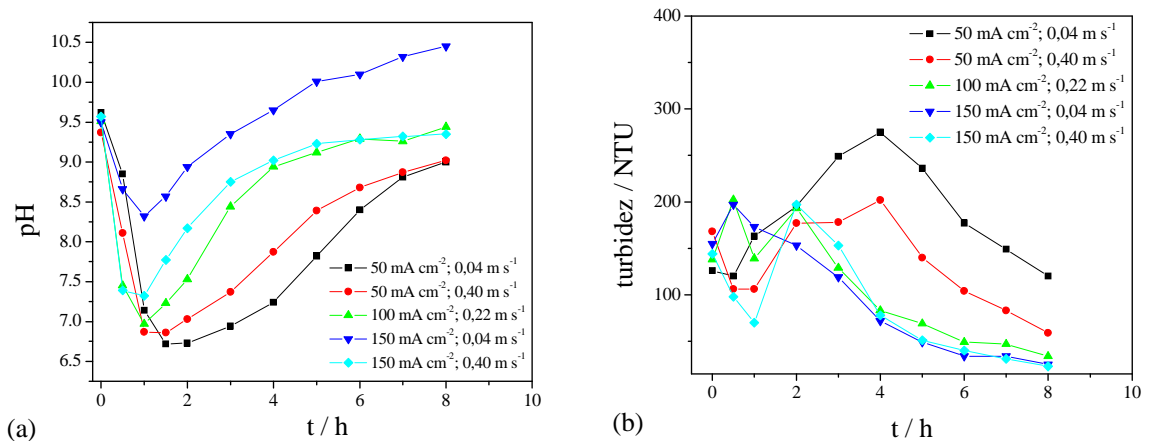 10.5
10.0
9.5
9.0
8.5
8.0
7.5
7.0
6.5
pH
50 mA cm⁻²; 0,04 m s⁻¹
50 mA cm⁻²; 0,40 m s⁻¹
100 mA cm⁻²; 0,22 m s⁻¹
150 mA cm⁻²; 0,04 m s⁻¹
150 mA cm⁻²; 0,40 m s⁻¹
0 2 4 6 8 10
t / h
(a)
400
300
200
100
turbidez / NTU
50 mA cm⁻²; 0,04 m s⁻¹
50 mA cm⁻²; 0,40 m s⁻¹
100 mA cm⁻²; 0,22 m s⁻¹
150 mA cm⁻²; 0,04 m s⁻¹
150 mA cm⁻²; 0,40 m s⁻¹
0 2 4 6 8 10
t / h
(b)